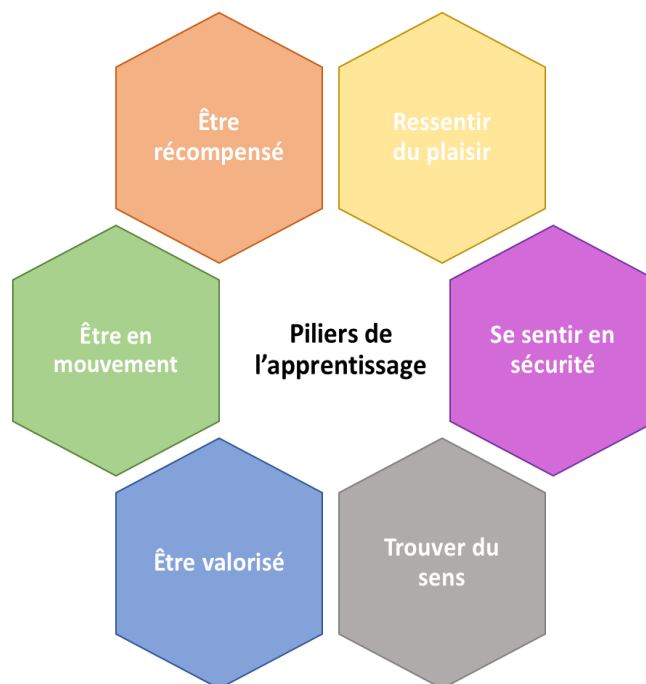 Être
récompensé
Ressentir
du plaisir
Être en
mouvement
Piliers de
l’apprentissage
Se sentir en
sécurité
Être valorisé
Trouver du
sens